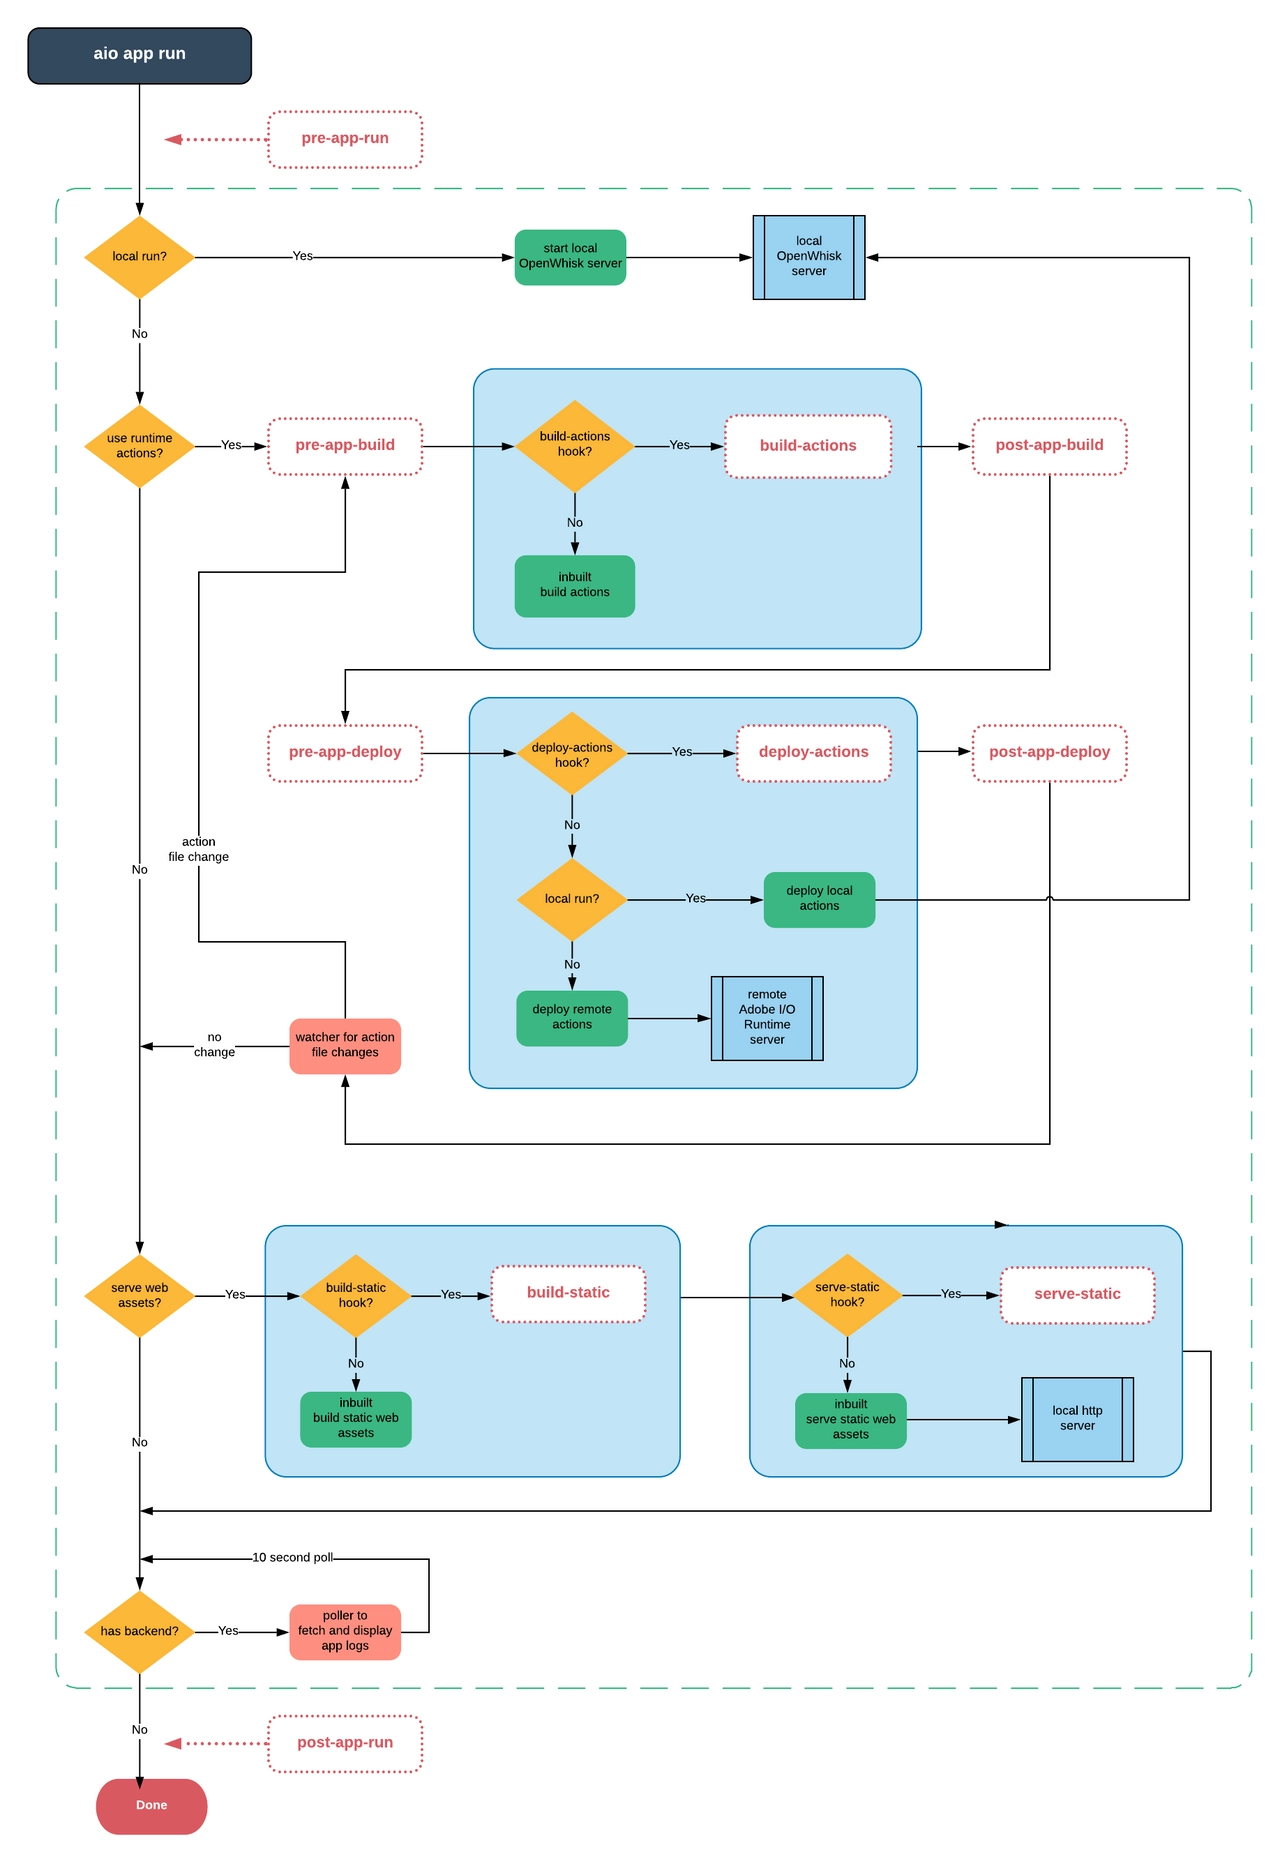 aio app run
pre-app-run
local run?
Yes
start local
OpenWhisk server
local
OpenWhisk
server
No
use runtime
actions?
Yes
pre-app-build
build-actions
hook?
Yes
build-actions
post-app-build
No
inbuilt
build actions
pre-app-deploy
deploy-actions
hook?
Yes
deploy-actions
post-app-deploy
No
action
file change
No
local run?
Yes
deploy local
actions
No
deploy remote
actions
remote
Adobe I/O
Runtime
server
no
change
watcher for action
file changes
serve web
assets?
Yes
build-static
hook?
Yes
build-static
serve-static
hook?
Yes
serve-static
No
inbuilt
build static web
assets
No
inbuilt
serve static web
assets
local http
server
No
10 second poll
has backend?
Yes
poller to
fetch and display
app logs
No
post-app-run
Done